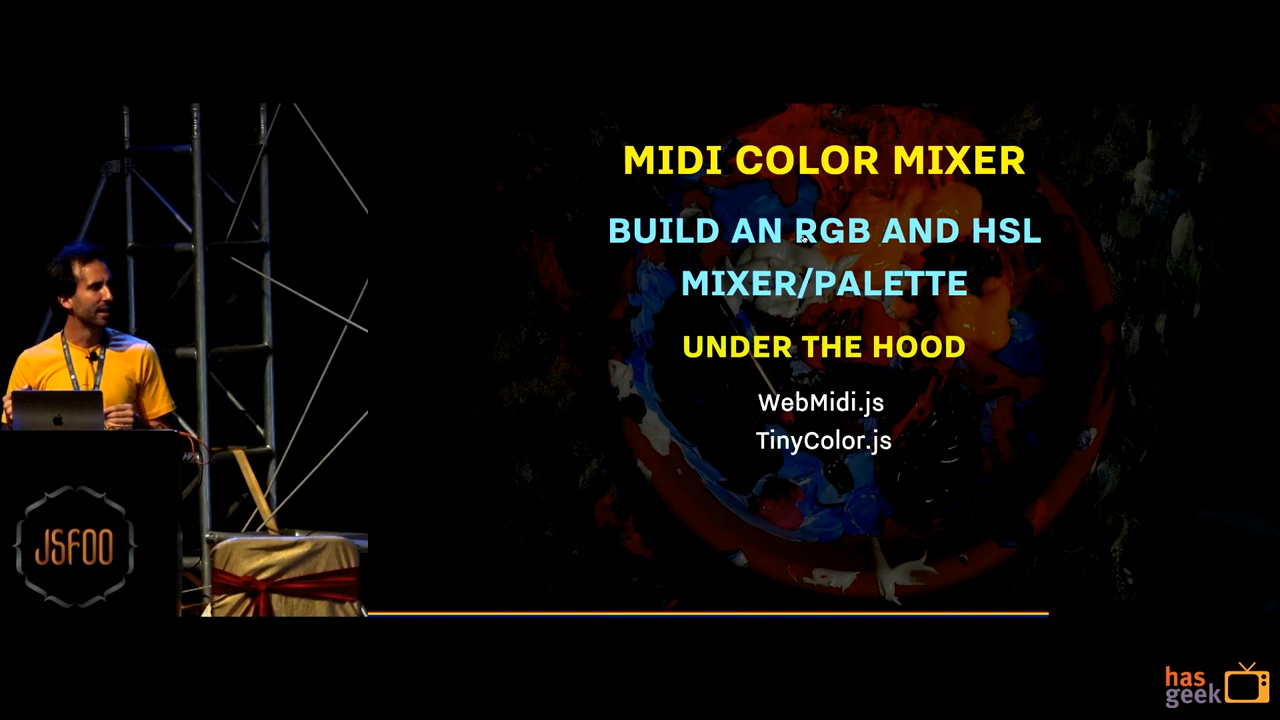 MIDI COLOR MIXER
BUILD AN RGB AND HSL
MIXER/PALETTE
UNDER THE HOOD
WebMidi.js
TinyColor.js
JSFOO
has
geek